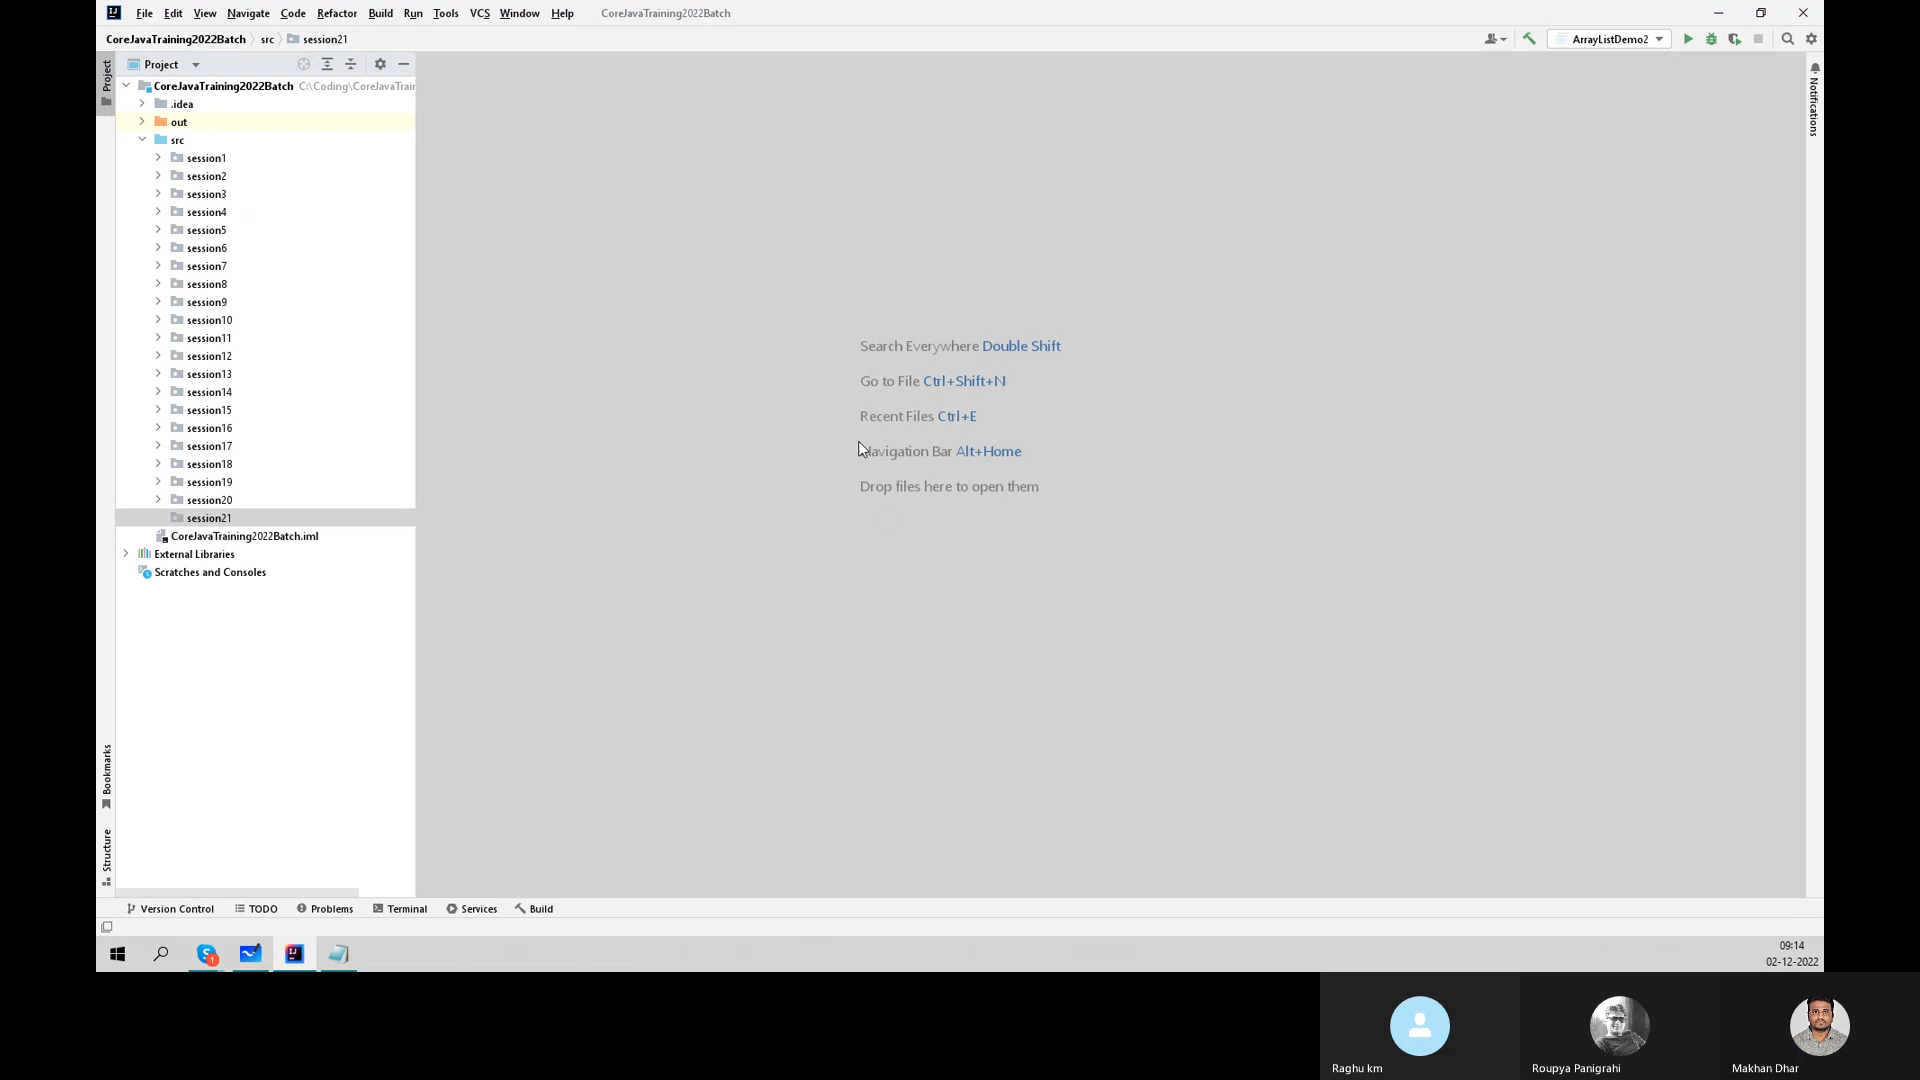 File Edit View Navigate Code Refactor Build Run Tools VCS Window Help CoreJavaTraining2022Batch
CoreJavaTraining2022Batch src session21
ArrayListDemo2
Project
Project
CoreJavaTraining2022Batch C:\Coding\CoreJavaTrair
.idea
out
src
session1
session2
session3
session4
session5
session6
session7
session8
session9
session10
session11
session12
session13
session14
session15
session16
session17
session18
session19
session20
session21
CoreJavaTraining2022Batch.iml
External Libraries
Scratches and Consoles
Search Everywhere Double Shift
Go to File Ctrl+Shift+N
Recent Files Ctrl+E
Navigation Bar Alt+Home
Drop files here to open them
Notifications
Bookmarks
Structure
Version Control TODO Problems Terminal Services Build
1
09:14
02-12-2022
Raghu km
Roupya Panigrahi
Makhan Dhar